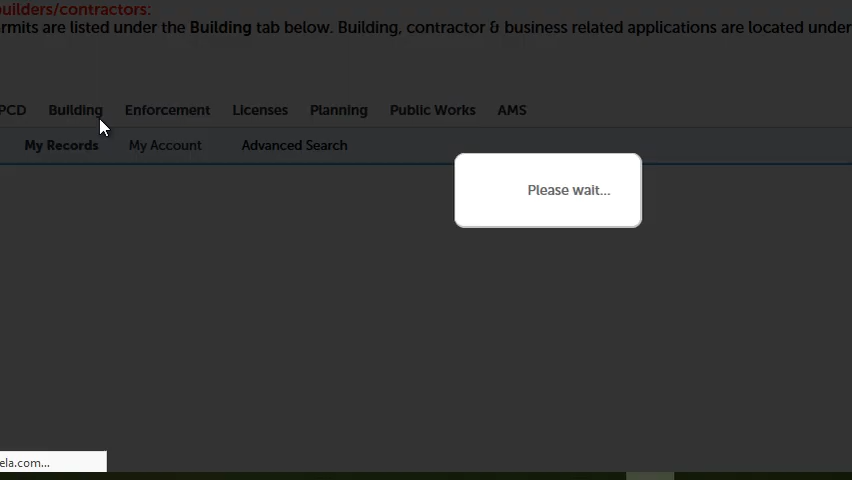 builders/contractors:
rmits are listed under the Building tab below. Building, contractor & business related applications are located under
PCD Building Enforcement Licenses Planning Public Works AMS
My Records My Account Advanced Search
Please wait...
ela.com...